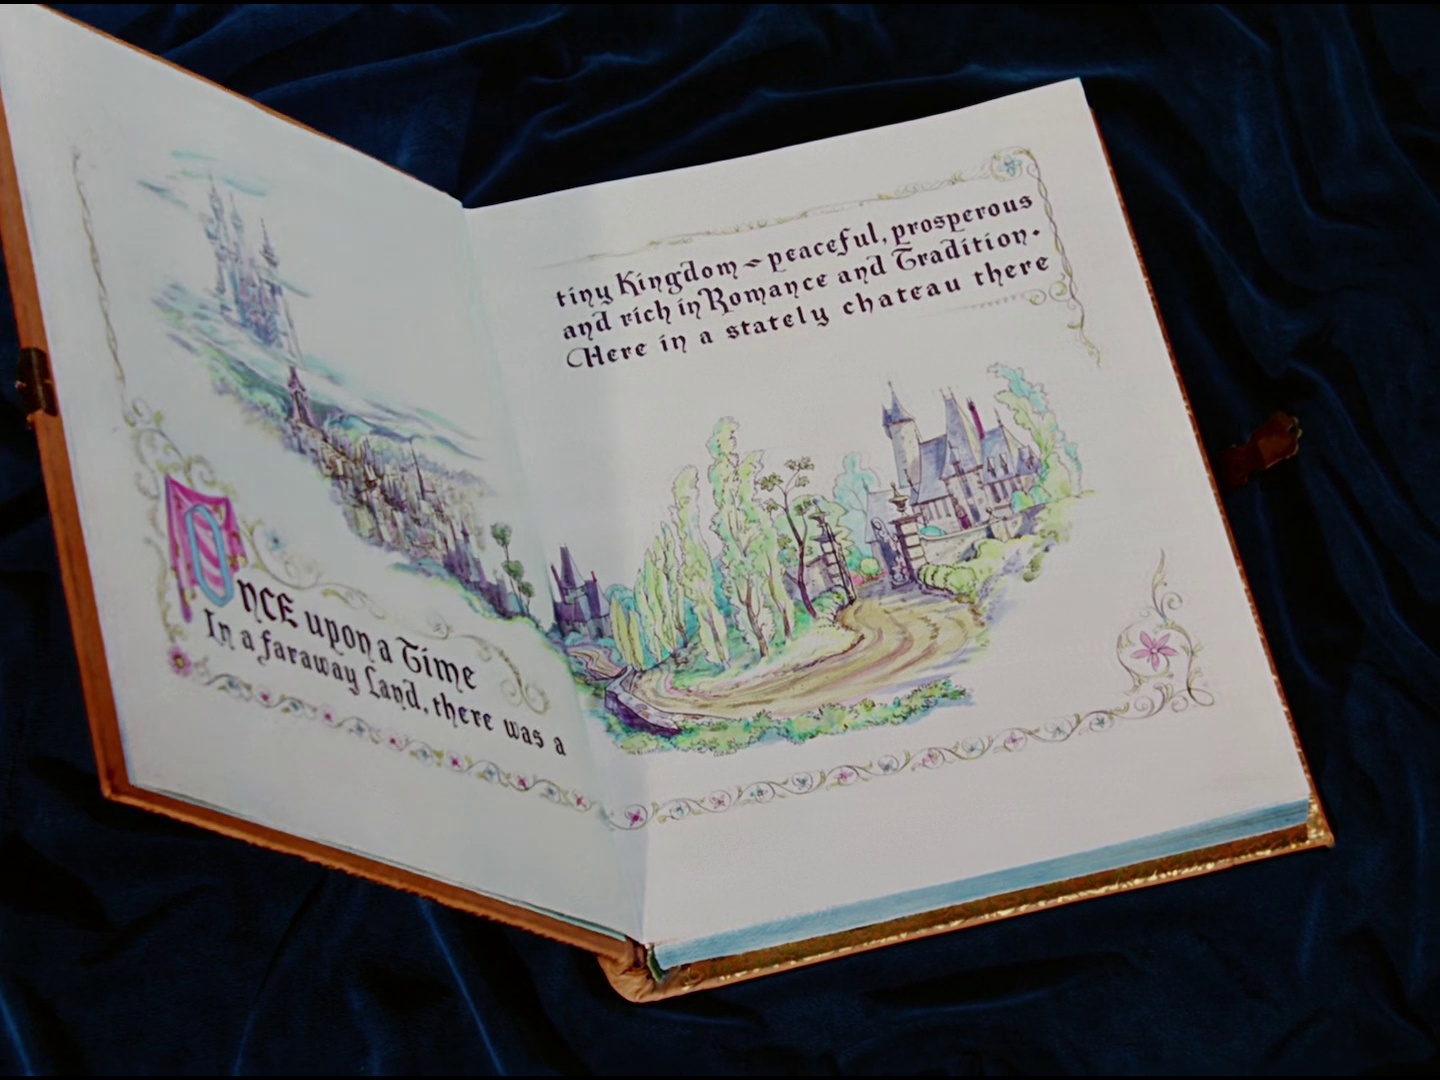 ONCE upon a Time
In a faraway Land, there was a
tiny Kingdom - peaceful, prosperous
and rich in Romance and Tradition.
Here in a stately chateau there